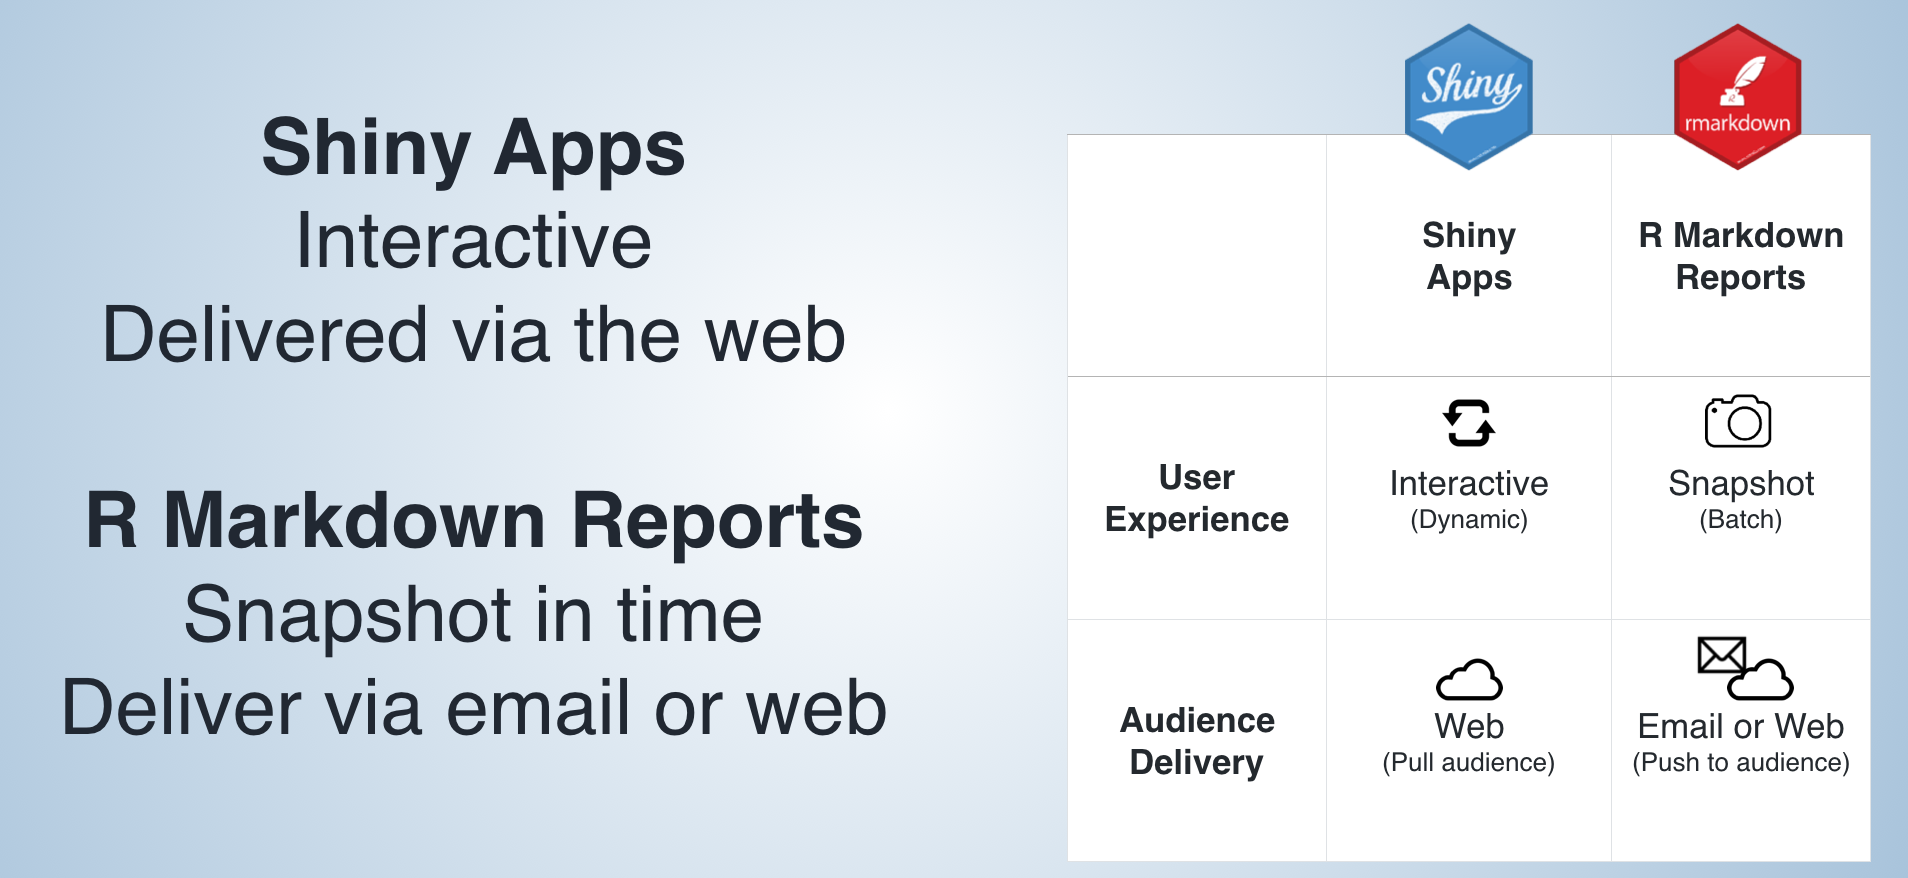 Shiny Apps
Interactive
Delivered via the web
R Markdown Reports
Snapshot in time
Deliver via email or web
Shiny
rmarkdown
Shiny
Apps
R Markdown
Reports
User
Experience
Interactive
(Dynamic)
Snapshot
(Batch)
Audience
Delivery
Web
(Pull audience)
Email or Web
(Push to audience)